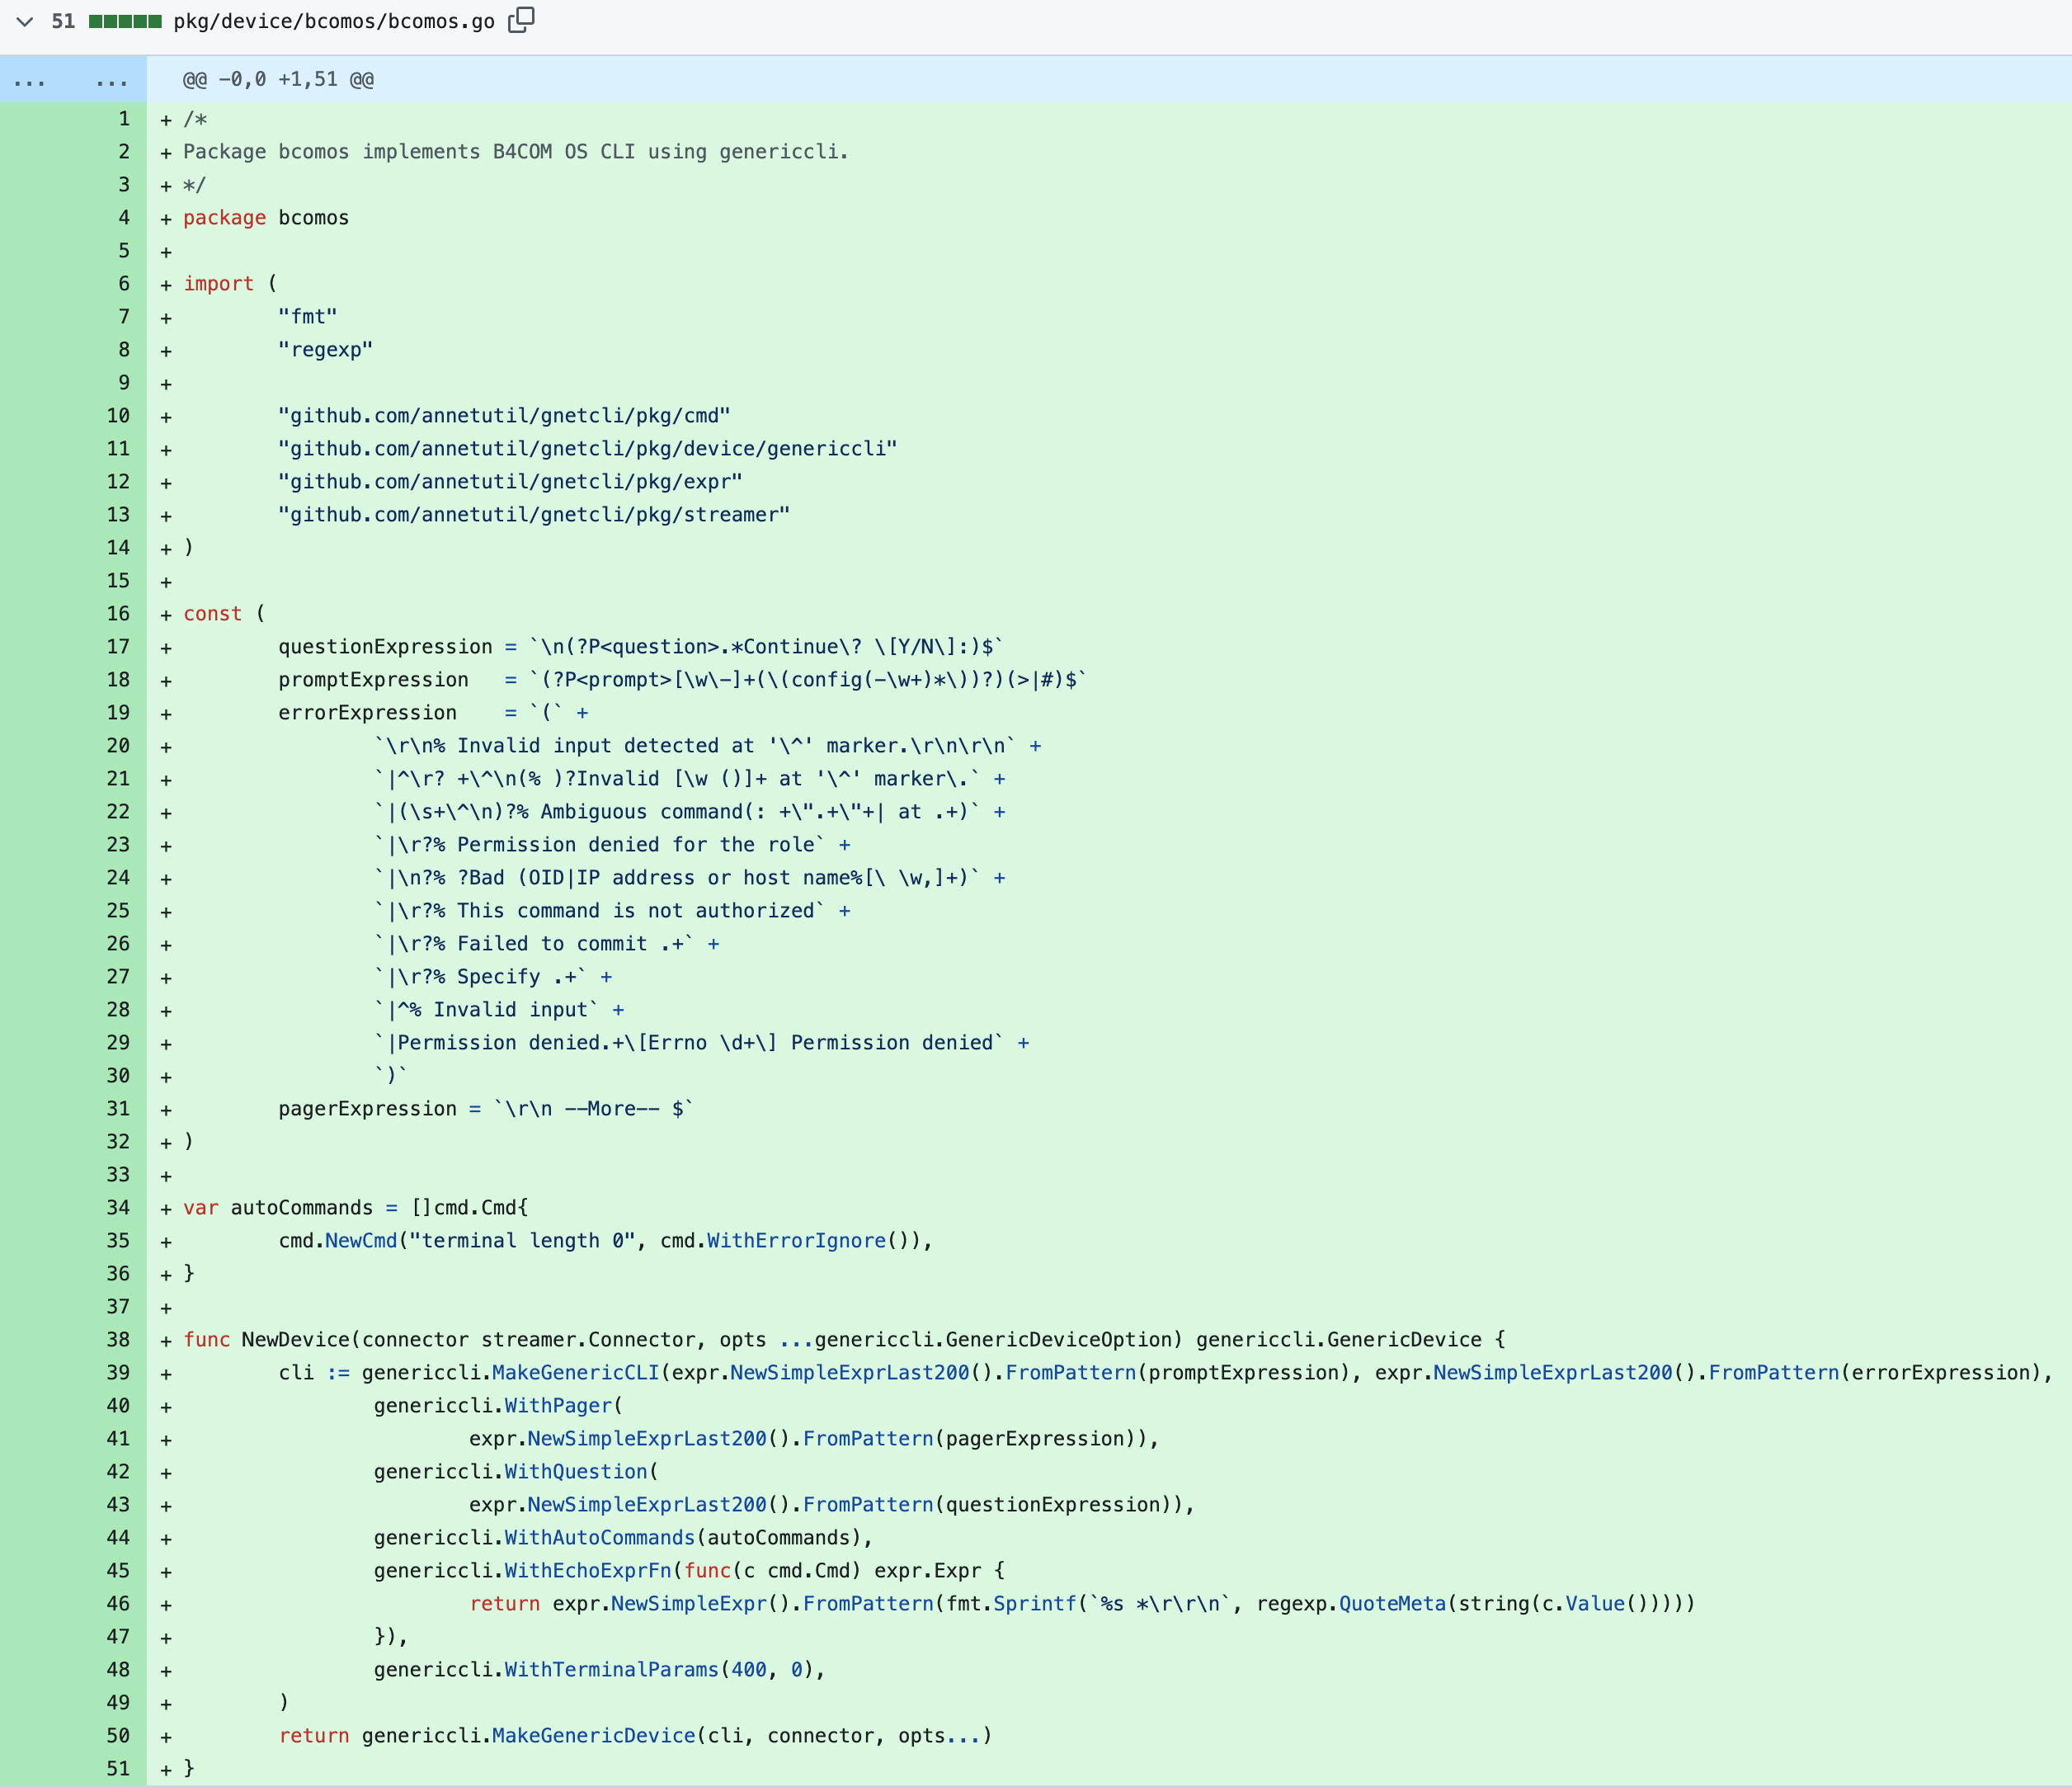 51 pkg/device/bcomos/bcomos.go
... ... @@ -0,0 +1,51 @@
1 + /*
2 + Package bcomos implements B4COM OS CLI using genericcli.
3 + */
4 + package bcomos
5 +
6 + import (
7 + "fmt"
8 + "regexp"
9 +
10 + "github.com/annetutil/gnetcli/pkg/cmd"
11 + "github.com/annetutil/gnetcli/pkg/device/genericcli"
12 + "github.com/annetutil/gnetcli/pkg/expr"
13 + "github.com/annetutil/gnetcli/pkg/streamer"
14 + )
15 +
16 + const (
17 + questionExpression = `\n(?P<question>.*Continue\? \[Y/N\]:)$`
18 + promptExpression   = `(?P<prompt>[\w\-]+(\(config(-\w+)*\))?)(>|#)$`
19 + errorExpression    = `(` +
20 + `\r\n% Invalid input detected at '\^' marker.\r\n\r\n` +
21 + `|^\r? +\^\n(% )?Invalid [\w ()]+ at '\^' marker\.` +
22 + `|(\s+\^\n)?% Ambiguous command(: +\".+\"+| at .+)` +
23 + `|\r?% Permission denied for the role` +
24 + `|\n?% ?Bad (OID|IP address or host name%[\ \w,]+)` +
25 + `|\r?% This command is not authorized` +
26 + `|\r?% Failed to commit .+` +
27 + `|\r?% Specify .+` +
28 + `|^% Invalid input` +
29 + `|Permission denied.+\[Errno \d+\] Permission denied` +
30 + `)`
31 + pagerExpression = `\r\n --More-- $`
32 + )
33 +
34 + var autoCommands = []cmd.Cmd{
35 + cmd.NewCmd("terminal length 0", cmd.WithErrorIgnore()),
36 + }
37 +
38 + func NewDevice(connector streamer.Connector, opts ...genericcli.GenericDeviceOption) genericcli.GenericDevice {
39 + cli := genericcli.MakeGenericCLI(expr.NewSimpleExprLast200().FromPattern(promptExpression), expr.NewSimpleExprLast200().FromPattern(errorExpression),
40 + genericcli.WithPager(
41 + expr.NewSimpleExprLast200().FromPattern(pagerExpression)),
42 + genericcli.WithQuestion(
43 + expr.NewSimpleExprLast200().FromPattern(questionExpression)),
44 + genericcli.WithAutoCommands(autoCommands),
45 + genericcli.WithEchoExprFn(func(c cmd.Cmd) expr.Expr {
46 + return expr.NewSimpleExpr().FromPattern(fmt.Sprintf(`%s *\r\r\n`, regexp.QuoteMeta(string(c.Value()))))
47 + }),
48 + genericcli.WithTerminalParams(400, 0),
49 + )
50 + return genericcli.MakeGenericDevice(cli, connector, opts...)
51 + }